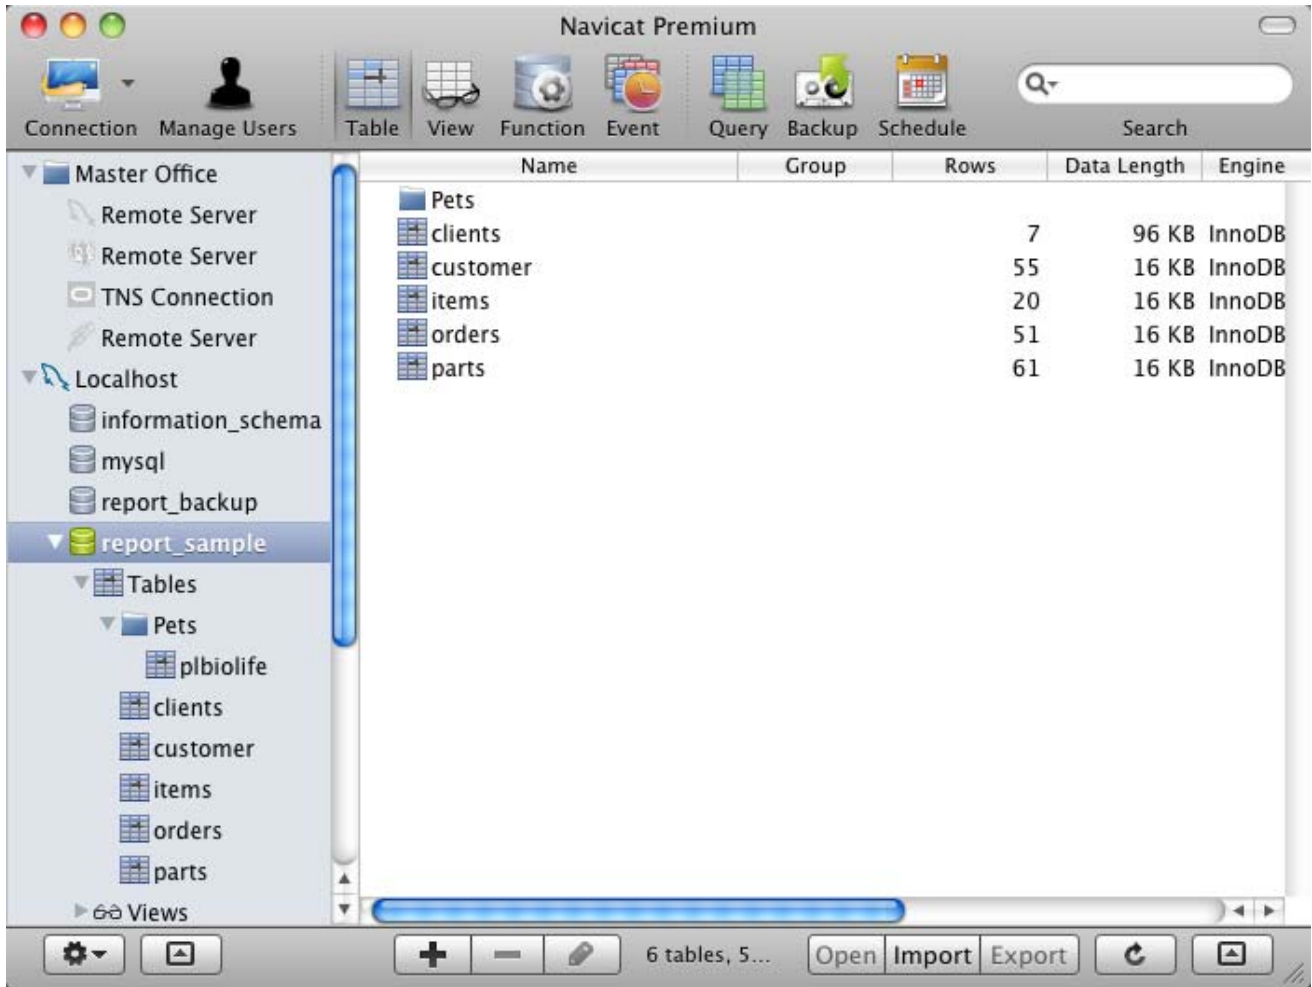 Navicat Premium
Connection Manage Users Table View Function Event Query Backup Schedule Search
Master Office
Remote Server
Remote Server
TNS Connection
Remote Server
Localhost
information_schema
mysql
report_backup
report_sample
Tables
Pets
plbiolife
clients
customer
items
orders
parts
Views
Name Group Rows Data Length Engine
Pets
clients 7 96 KB InnoDB
customer 55 16 KB InnoDB
items 20 16 KB InnoDB
orders 51 16 KB InnoDB
parts 61 16 KB InnoDB
6 tables, 5... Open Import Export